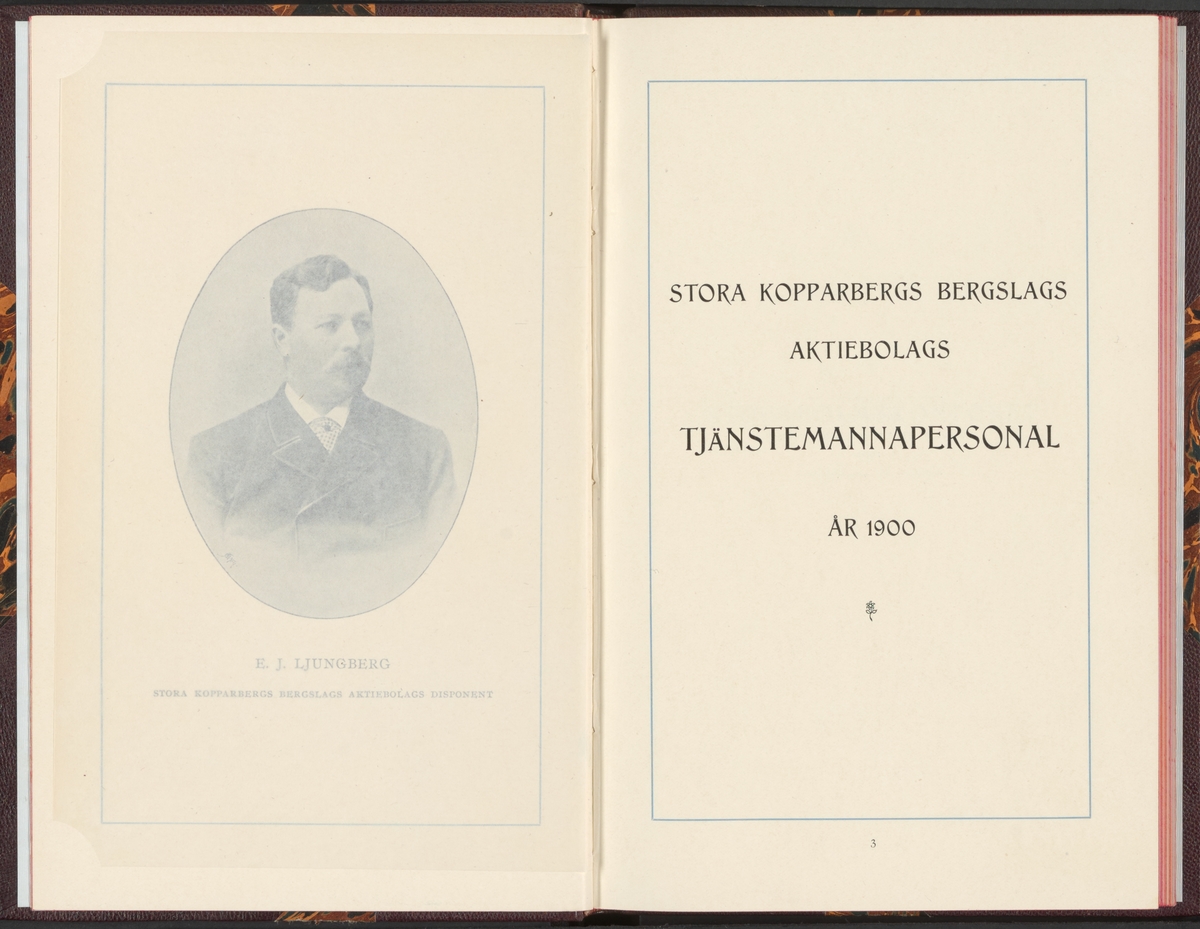 E. J. LJUNGBERG
STORA KOPPARBERGS BERGSLAGS AKTIEBOLAGS DISPONENT
STORA KOPPARBERGS BERGSLAGS
AKTIEBOLAGS
TJÄNSTEMANNAPERSONAL
ÅR 1900
3